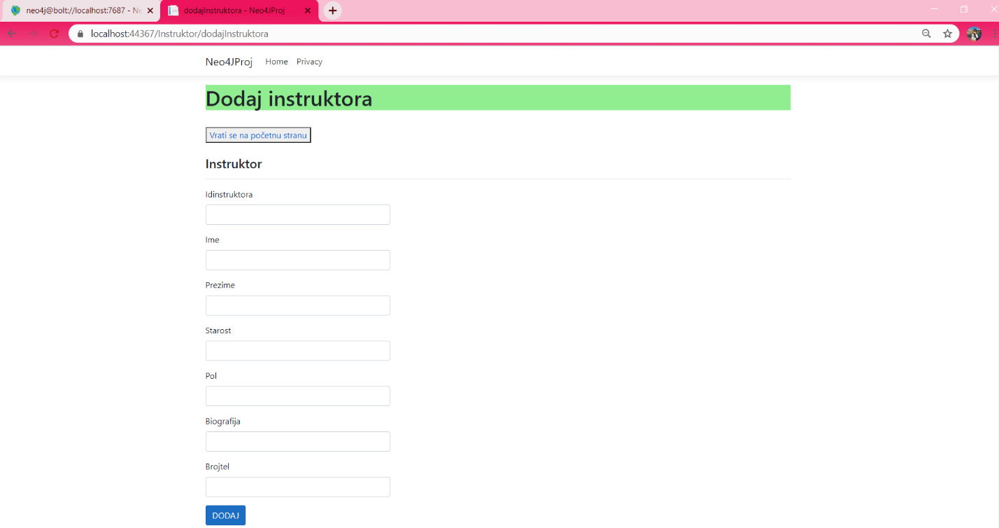 neo4j@bolt://localhost:7687 - Ne
dodajInstruktora - Neo4JProj
localhost:44367/Instruktor/dodajInstruktora
Neo4JProj Home Privacy
Dodaj instruktora
Vrati se na početnu stranu
Instruktor
Idinstruktora
Ime
Prezime
Starost
Pol
Biografija
Brojtel
DODAJ